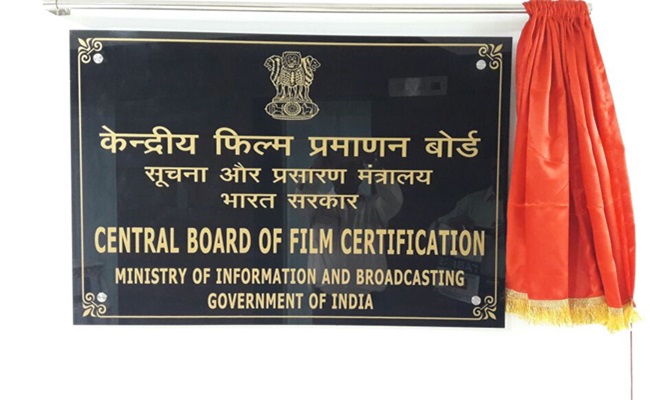 केन्द्रीय फिल्म प्रमाणन बोर्ड
सूचना और प्रसारण मंत्रालय
भारत सरकार
CENTRAL BOARD OF FILM CERTIFICATION
MINISTRY OF INFORMATION AND BROADCASTING
GOVERNMENT OF INDIA